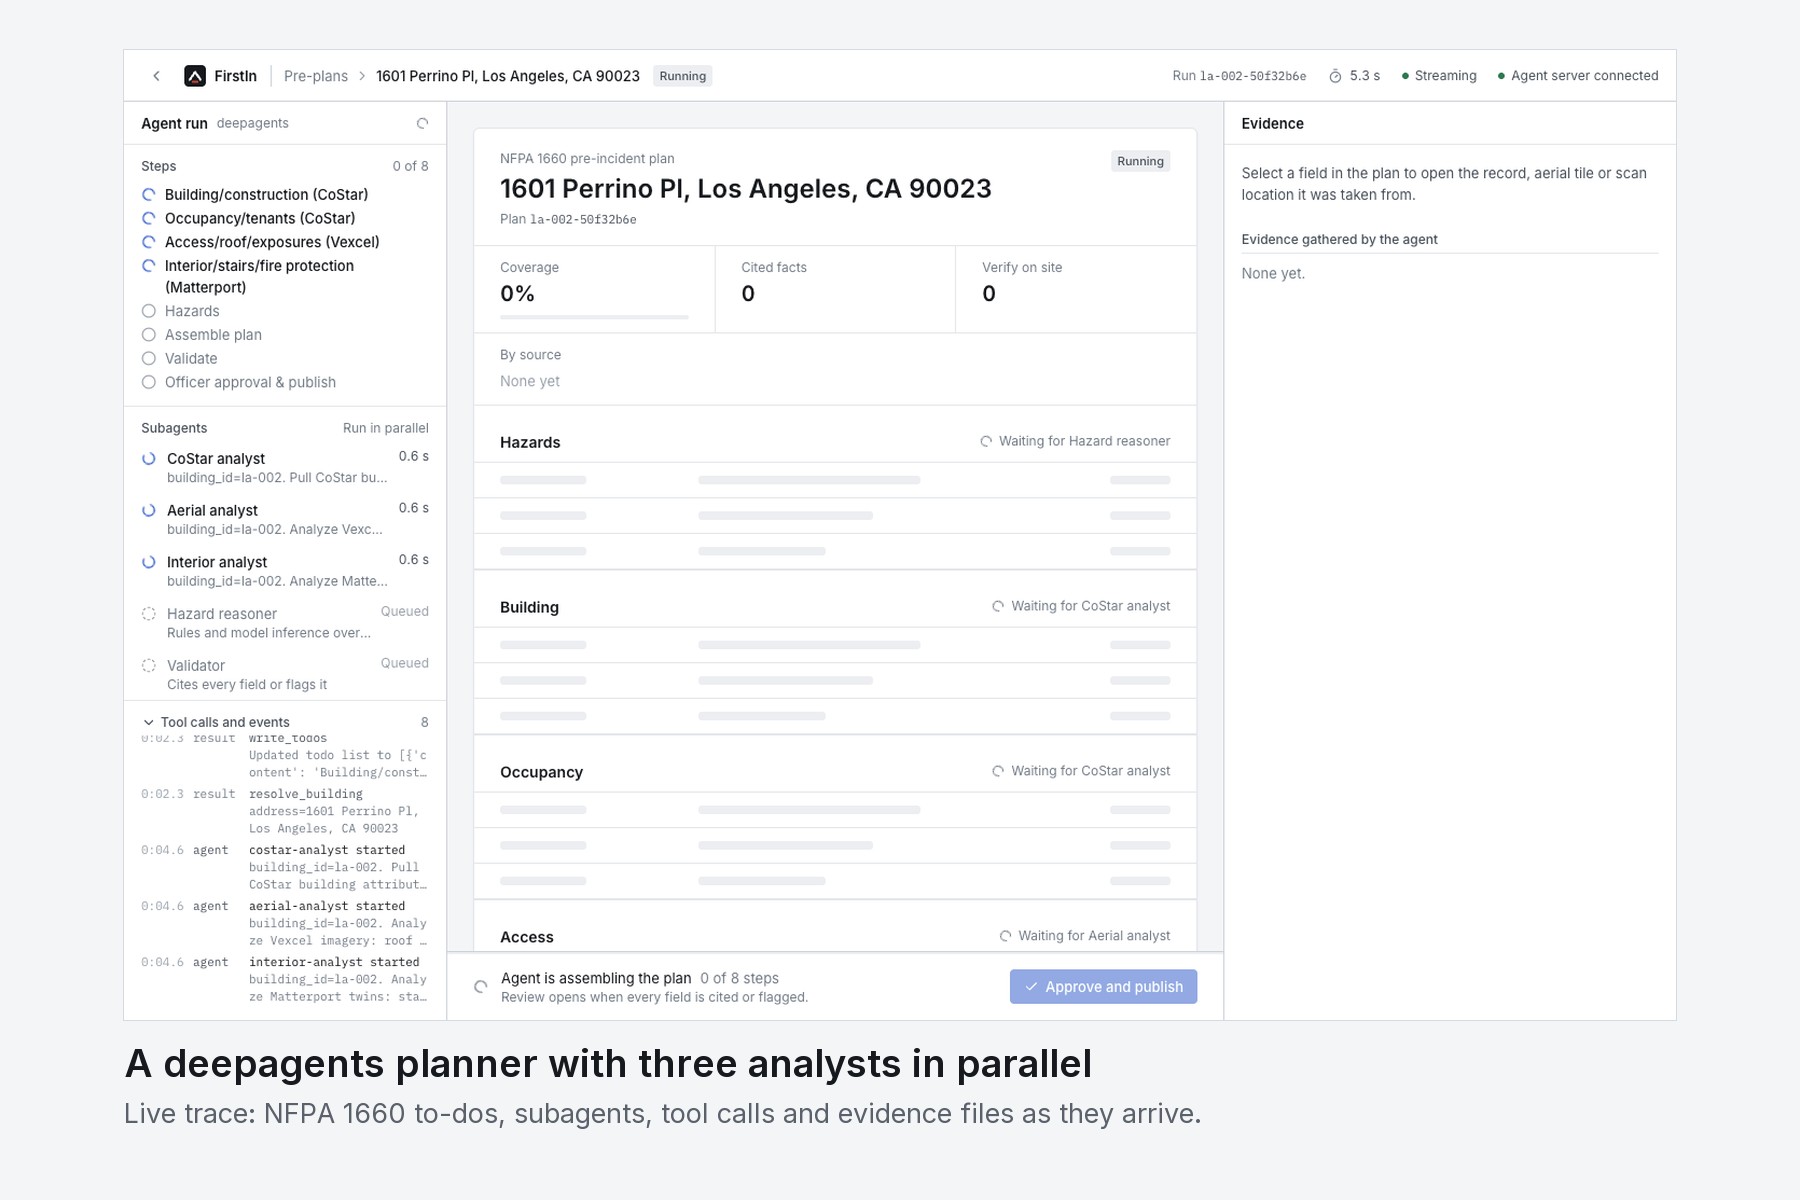 FirstIn
Pre-plans
1601 Perrino Pl, Los Angeles, CA 90023
Running
Run la-002-50f32b6e
5.3 s
Streaming
Agent server connected
Agent run deepagents
Steps 0 of 8
Building/construction (CoStar)
Occupancy/tenants (CoStar)
Access/roof/exposures (Vexcel)
Interior/stairs/fire protection
(Matterport)
Hazards
Assemble plan
Validate
Officer approval & publish
Subagents Run in parallel
CoStar analyst 0.6 s
building_id=la-002. Pull CoStar bu...
Aerial analyst 0.6 s
building_id=la-002. Analyze Vexc...
Interior analyst 0.6 s
building_id=la-002. Analyze Matte...
Hazard reasoner Queued
Rules and model inference over...
Validator Queued
Cites every field or flags it
Tool calls and events 8
0:02.3 result write_todos
Updated todo list to [{'c
ontent': 'Building/const…
0:02.3 result resolve_building
address=1601 Perrino Pl,
Los Angeles, CA 90023
0:04.6 agent costar-analyst started
building_id=la-002. Pull
CoStar building attribut…
0:04.6 agent aerial-analyst started
building_id=la-002. Analy
ze Vexcel imagery: roof …
0:04.6 agent interior-analyst started
building_id=la-002. Analy
ze Matterport twins: sta…
NFPA 1660 pre-incident plan
Running
1601 Perrino Pl, Los Angeles, CA 90023
Plan la-002-50f32b6e
Coverage Cited facts Verify on site
0% 0 0
By source
None yet
Hazards Waiting for Hazard reasoner
Building Waiting for CoStar analyst
Occupancy Waiting for CoStar analyst
Access Waiting for Aerial analyst
Agent is assembling the plan 0 of 8 steps
Review opens when every field is cited or flagged.
Approve and publish
Evidence
Select a field in the plan to open the record, aerial tile or scan
location it was taken from.
Evidence gathered by the agent
None yet.
A deepagents planner with three analysts in parallel
Live trace: NFPA 1660 to-dos, subagents, tool calls and evidence files as they arrive.